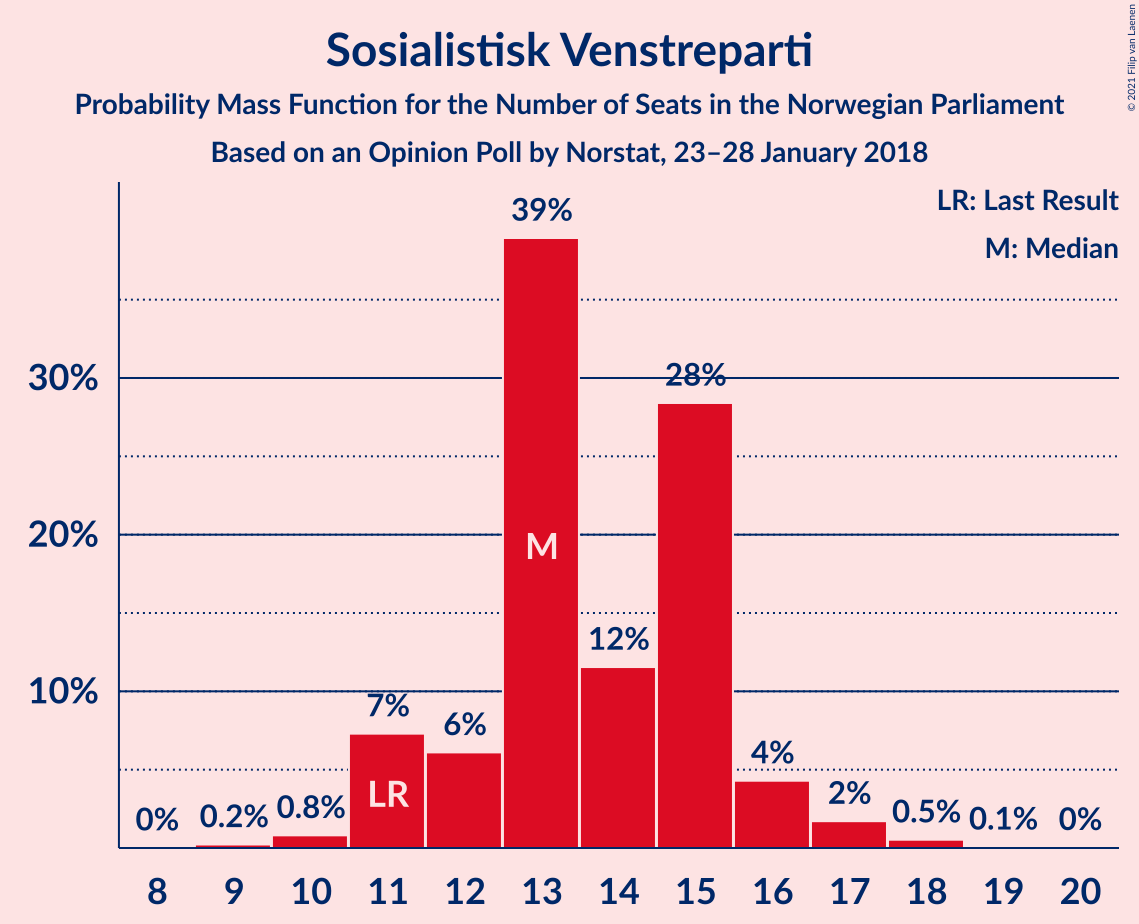 Sosialistisk Venstreparti
Probability Mass Function for the Number of Seats in the Norwegian Parliament
Based on an Opinion Poll by Norstat, 23–28 January 2018
© 2021 Filip van Laenen
LR: Last Result
M: Median
39%
30%
28%
20%
M
12%
10%
7%
6%
4%
LR
2%
0%
0.2%
0.8%
0.5%
0.1%
0%
8 9 10 11 12 13 14 15 16 17 18 19 20